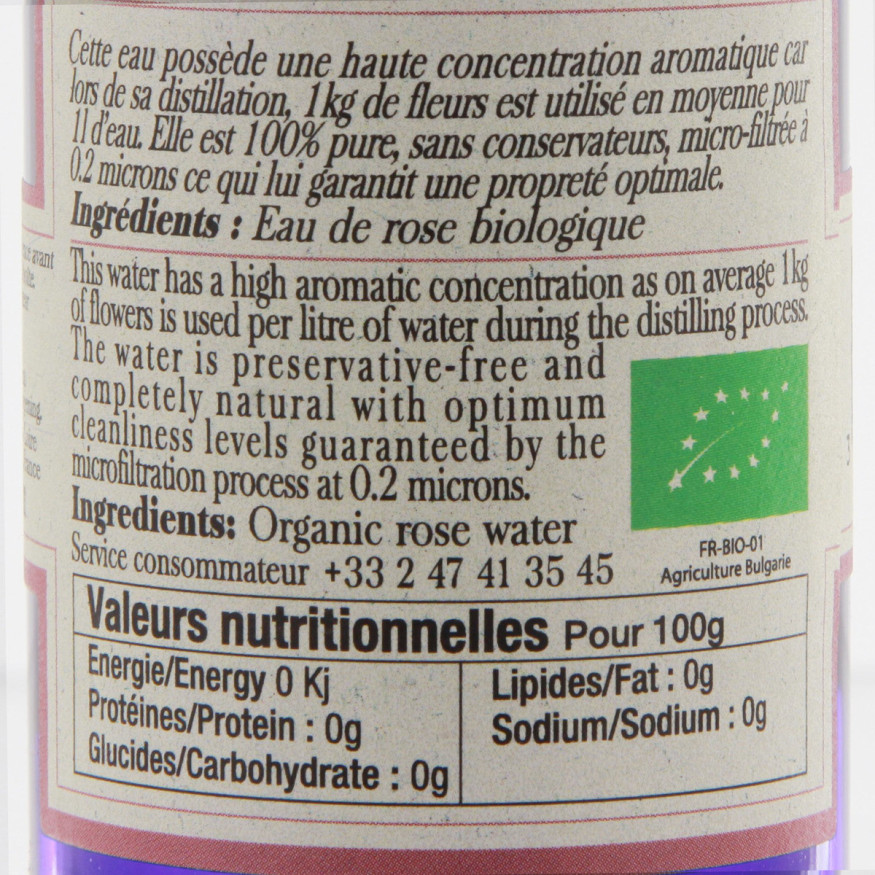 Cette eau possède une haute concentration aromatique car
lors de sa distillation, 1kg de fleurs est utilisé en moyenne pour
1l d'eau. Elle est 100% pure, sans conservateurs, micro-filtrée à
0.2 microns ce qui lui garantit une propreté optimale.
Ingrédients : Eau de rose biologique
avant
This water has a high aromatic concentration as on average 1kg
of flowers is used per litre of water during the distilling process.
The water is preservative-free and
completely natural with optimum
cleanliness levels guaranteed by the
microfiltration process at 0.2 microns.
Ingredients: Organic rose water
Service consommateur +33 2 47 41 35 45
FR-BIO-01
Agriculture Bulgarie
Valeurs nutritionnelles Pour 100g
Energie/Energy 0 Kj
Protéines/Protein : 0g
Glucides/Carbohydrate : 0g
Lipides/Fat : 0g
Sodium/Sodium : 0g